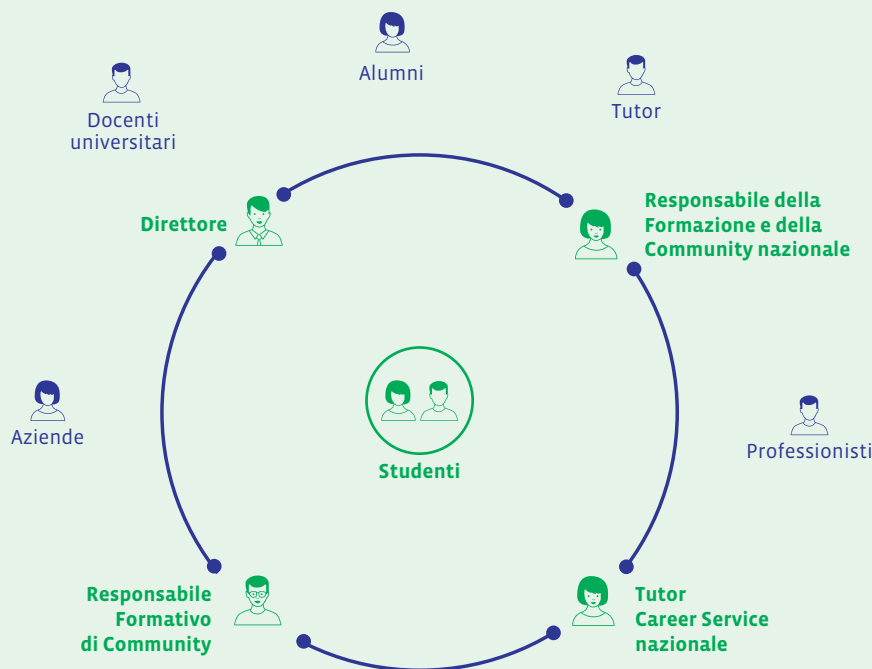 Alumni
Docenti
universitari
Tutor
Direttore
Responsabile della
Formazione e della
Community nazionale
Aziende
Studenti
Professionisti
Responsabile
Formativo
di Community
Tutor
Career Service
nazionale